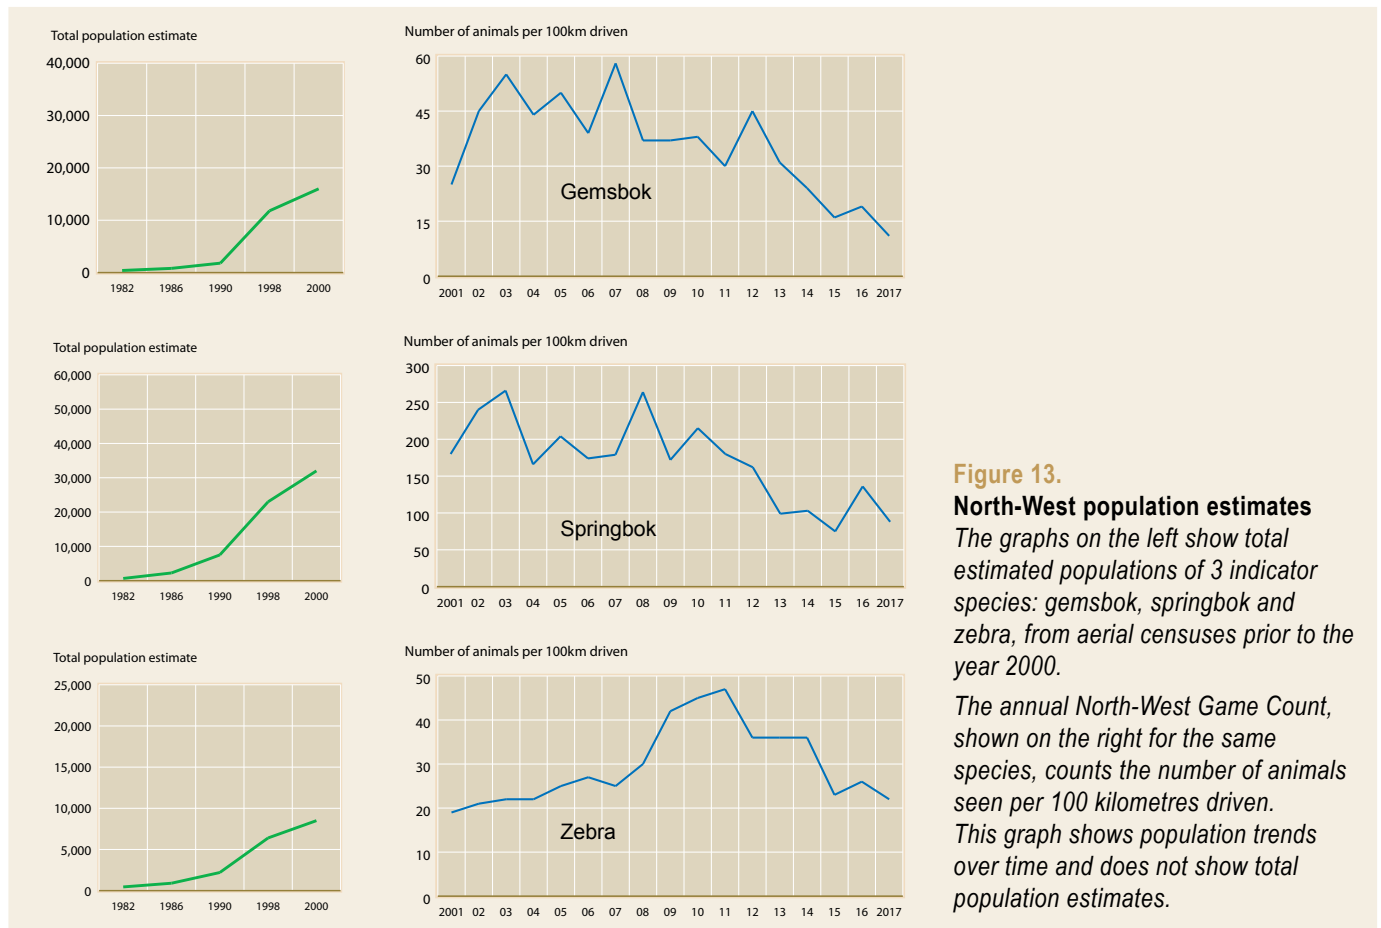 Total population estimate
40,000
30,000
20,000
10,000
0
1982 1986 1990 1998 2000
Number of animals per 100km driven
60
45
30
15
0
Gemsbok
2001 02 03 04 05 06 07 08 09 10 11 12 13 14 15 16 2017
Total population estimate
60,000
50,000
40,000
30,000
20,000
10,000
0
1982 1986 1990 1998 2000
Number of animals per 100km driven
300
250
200
150
100
50
0
Springbok
2001 02 03 04 05 06 07 08 09 10 11 12 13 14 15 16 2017
Total population estimate
25,000
20,000
15,000
10,000
5,000
0
1982 1986 1990 1998 2000
Number of animals per 100km driven
50
40
30
20
10
0
Zebra
2001 02 03 04 05 06 07 08 09 10 11 12 13 14 15 16 2017
Figure 13.
North-West population estimates
The graphs on the left show total
estimated populations of 3 indicator
species: gemsbok, springbok and
zebra, from aerial censuses prior to the
year 2000.
The annual North-West Game Count,
shown on the right for the same
species, counts the number of animals
seen per 100 kilometres driven.
This graph shows population trends
over time and does not show total
population estimates.